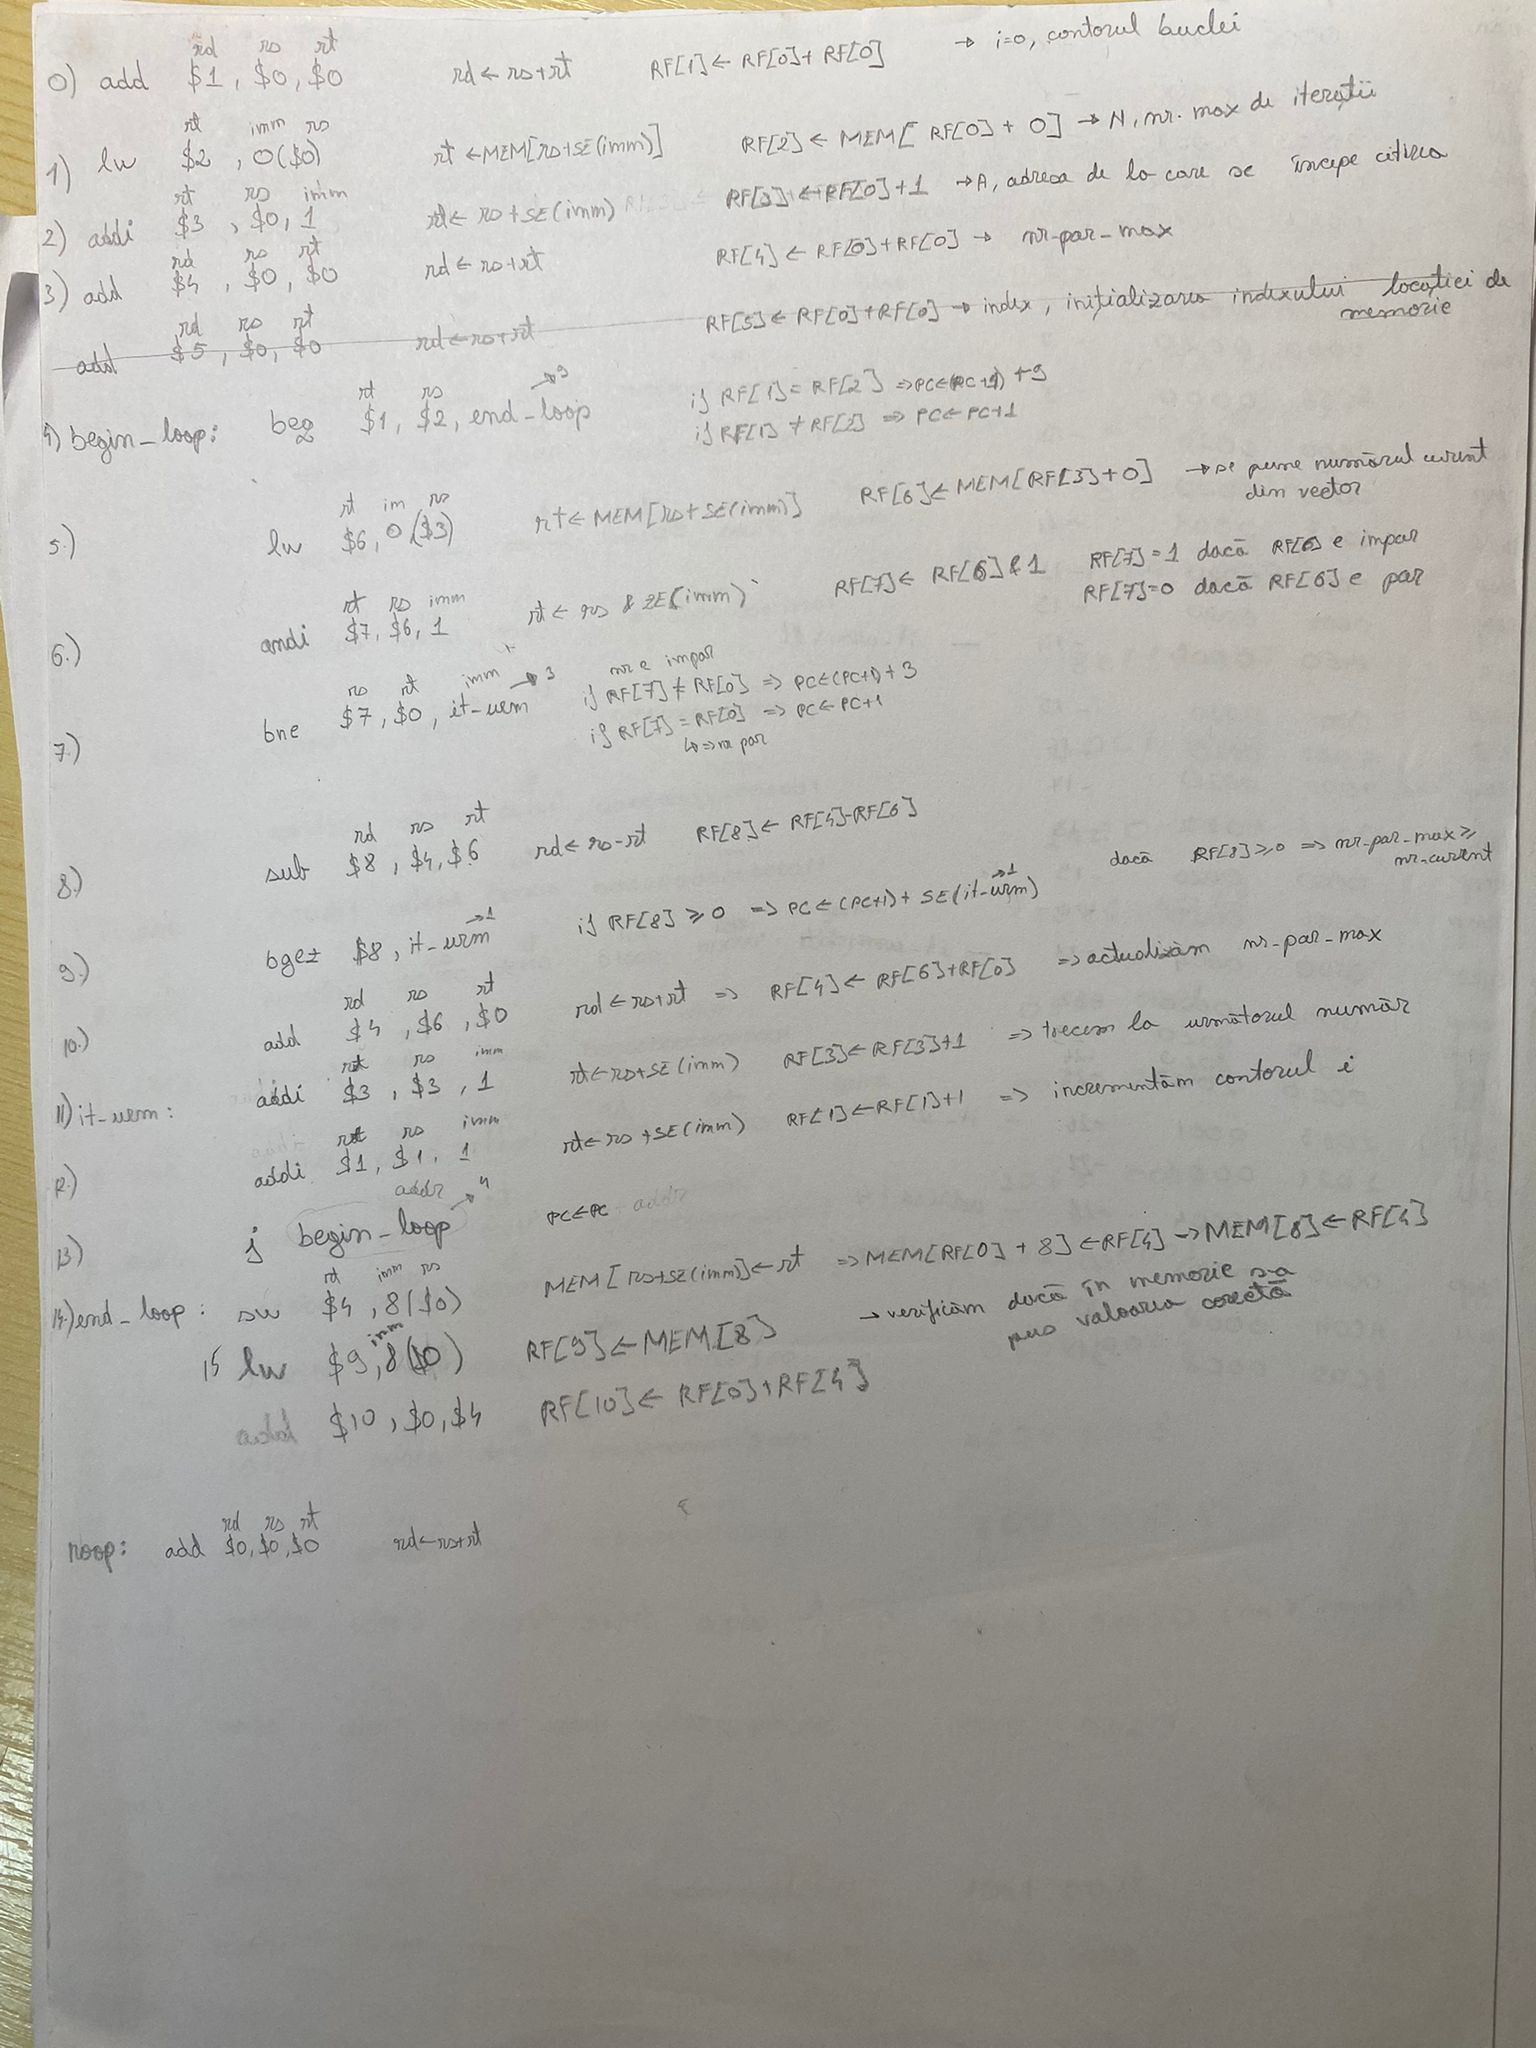 rd rs rt
0) add $1, $0, $0 rd ← rs+rt RF[1] ← RF[0]+RF[0] → i=0, contorul buclei
rt imm rs
1) lw $2, 0($0) rt ← MEM[rs+SE(imm)] RF[2] ← MEM[RF[0]+0] → N, nr. max de iterații
rt rs imm
2) addi $3, $0, 1 rt ← rs+SE(imm) RF[3] ← RF[0]+1 → A, adresa de la care se începe citirea
rd rs rt
3) add $4, $0, $0 rd ← rs+rt RF[4] ← RF[0]+RF[0] → nr-par-max
rd rs rt
add $5, $0, $0 rd ← rs+rt RF[5] ← RF[0]+RF[0] → index, inițializarea indexului locației de
memorie
rt rs → 9
4) begin_loop: beq $1, $2, end_loop if RF[1] = RF[2] => PC ← (PC+1) + 9
if RF[1] ≠ RF[2] => PC ← PC+1
rt im rs
5.) lw $6, 0($3) rt ← MEM[rs+SE(imm)] RF[6] ← MEM[RF[3]+0] → se pune numărul curent
din vector
rt rs imm
6.) andi $7, $6, 1 rt ← rs & ZE(imm) RF[7] ← RF[6] & 1 RF[7]=1 dacă RF[6] e impar
RF[7]=0 dacă RF[6] e par
nr e impar
rs rt imm → 3
7.) bne $7, $0, it-urm if RF[7] ≠ RF[0] => PC ← (PC+1) + 3
if RF[7] = RF[0] => PC ← PC+1
↳ => nr par
rd rs rt
8.) sub $8, $4, $6 rd ← rs-rt RF[8] ← RF[4]-RF[6]
dacă RF[8] ≥ 0 => nr-par-max ≥
nr-curent
→ 1
9.) bgez $8, it-urm if RF[8] ≥ 0 => PC ← (PC+1) + SE(it-urm) → 1
rd rs rt
10.) add $4, $6, $0 rd ← rs+rt => RF[4] ← RF[6]+RF[0] => actualizăm nr-par-max
rt rs imm
11) it-urm: addi $3, $3, 1 rt ← rs+SE(imm) RF[3] ← RF[3]+1 => trecem la următorul număr
rt rs imm
12.) addi $1, $1, 1 rt ← rs+SE(imm) RF[1] ← RF[1]+1 => incrementăm contorul i
addr → 4
13) j begin_loop PC ← PC addr
rt imm rs
14.) end_loop: sw $4, 8($0) MEM[rs+SE(imm)] ← rt => MEM[RF[0]+8] ← RF[4] → MEM[8] ← RF[4]
imm
15 lw $9, 8($0) RF[9] ← MEM[8] → verificăm dacă în memorie s-a
pus valoarea corectă
add $10, $0, $4 RF[10] ← RF[0]+RF[4]
rd rs rt
noop: add $0, $0, $0 rd ← rs+rt